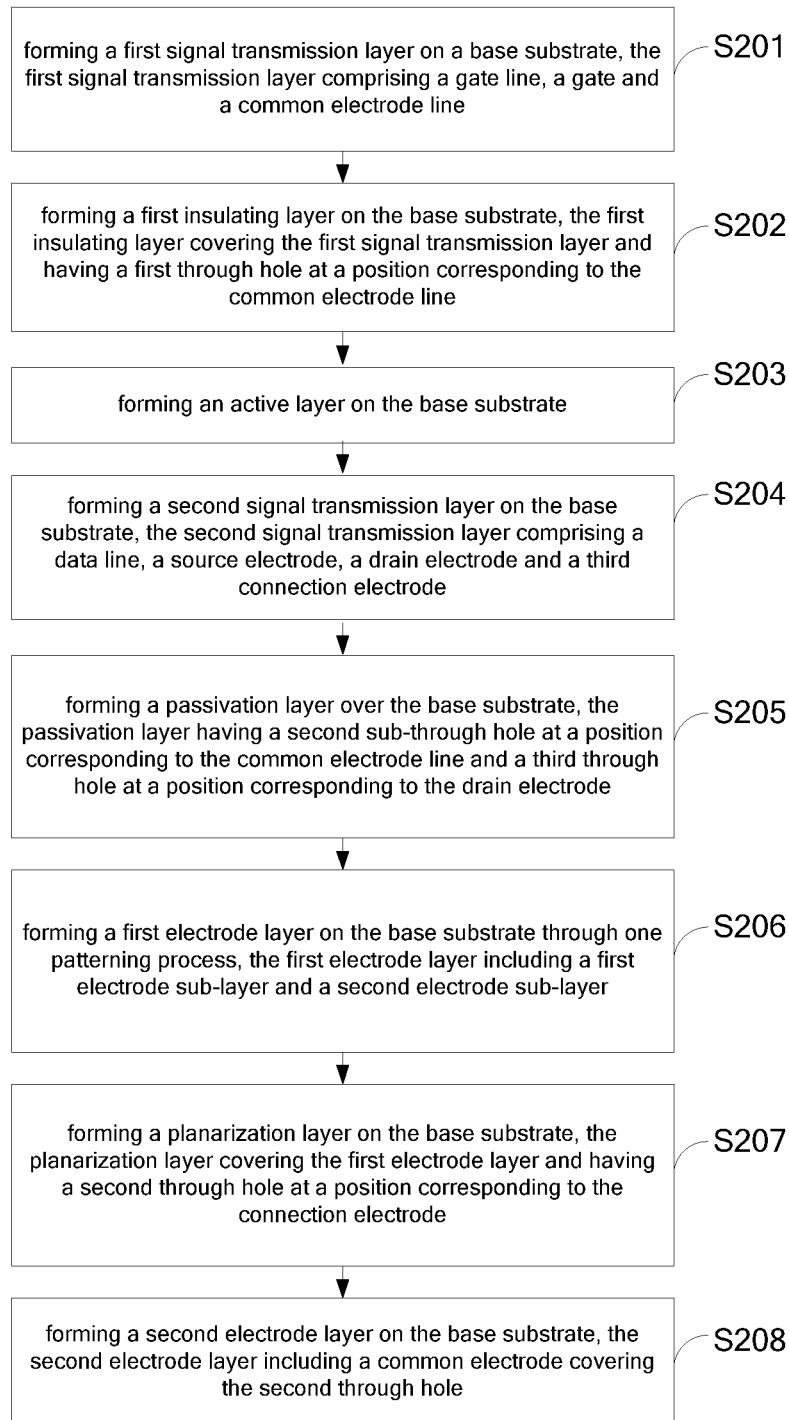 forming a first signal transmission layer on a base substrate, the
first signal transmission layer comprising a gate line, a gate and
a common electrode line
S201
forming a first insulating layer on the base substrate, the first
insulating layer covering the first signal transmission layer and
having a first through hole at a position corresponding to the
common electrode line
S202
forming an active layer on the base substrate
S203
forming a second signal transmission layer on the base
substrate, the second signal transmission layer comprising a
data line, a source electrode, a drain electrode and a third
connection electrode
S204
forming a passivation layer over the base substrate, the
passivation layer having a second sub-through hole at a position
corresponding to the common electrode line and a third through
hole at a position corresponding to the drain electrode
S205
forming a first electrode layer on the base substrate through one
patterning process, the first electrode layer including a first
electrode sub-layer and a second electrode sub-layer
S206
forming a planarization layer on the base substrate, the
planarization layer covering the first electrode layer and having
a second through hole at a position corresponding to the
connection electrode
S207
forming a second electrode layer on the base substrate, the
second electrode layer including a common electrode covering
the second through hole
S208